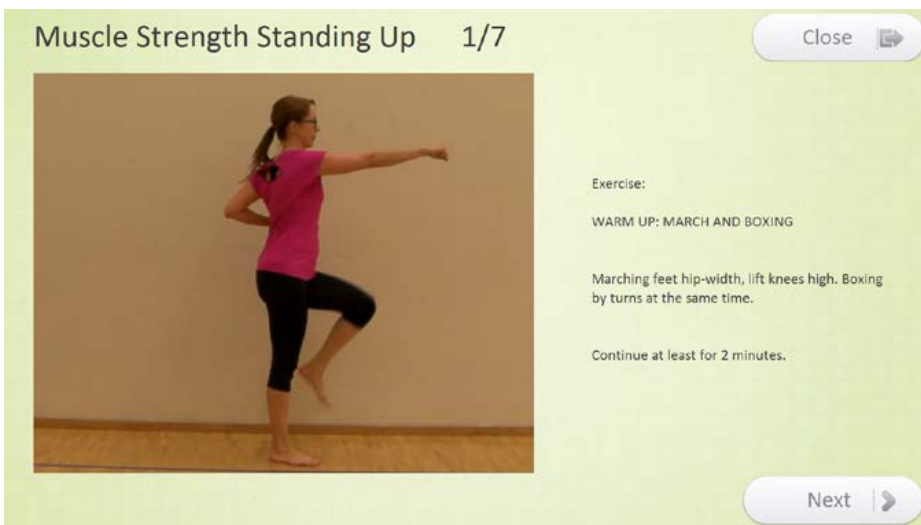 Muscle Strength Standing Up 1/7
Close
Exercise:
WARM UP: MARCH AND BOXING
Marching feet hip-width, lift knees high. Boxing
by turns at the same time.
Continue at least for 2 minutes.
Next